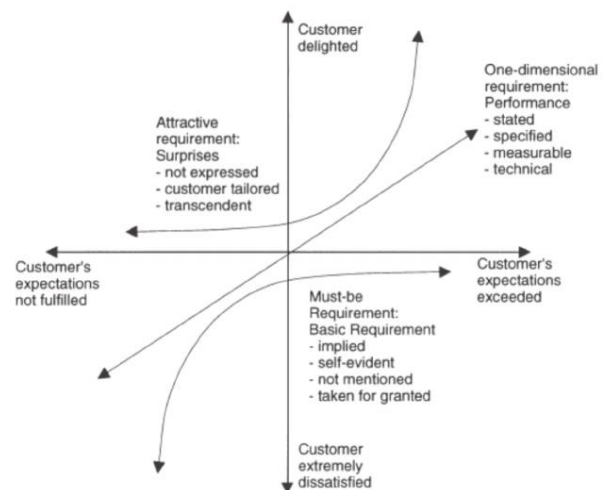 Customer
delighted
One-dimensional
requirement:
Performance
- stated
- specified
- measurable
- technical
Attractive
requirement:
Surprises
- not expressed
- customer tailored
- transcendent
Customer's
expectations
not fulfilled
Customer's
expectations
exceeded
Must-be
Requirement:
Basic Requirement
- implied
- self-evident
- not mentioned
- taken for granted
Customer
extremely
dissatisfied